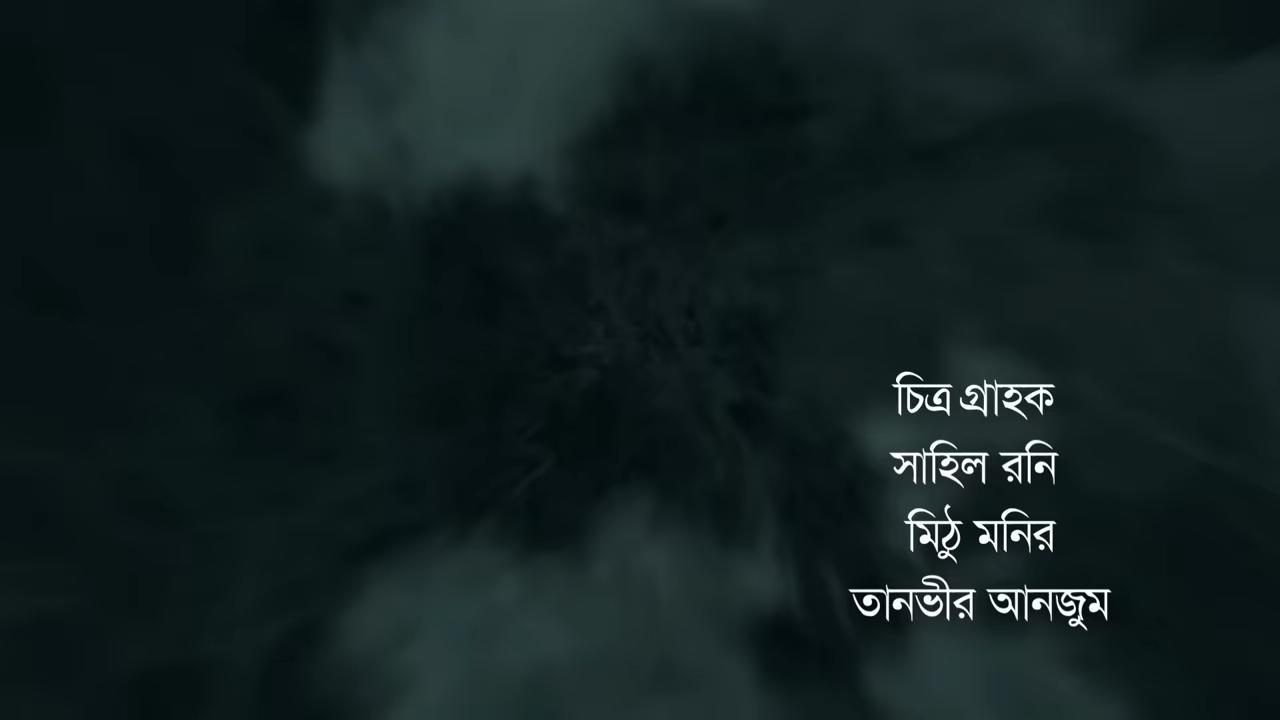 চিত্র গ্রাহক
সাহিল রনি
মিঠু মনির
তানভীর আনজুম